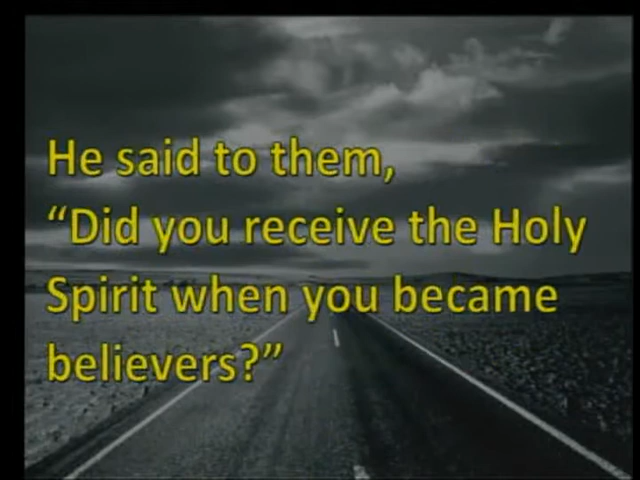 He said to them,
“Did you receive the Holy
Spirit when you became
believers?”